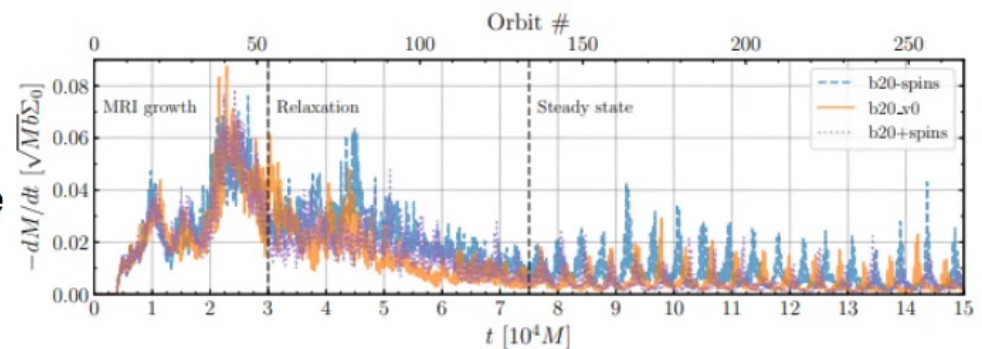 Orbit #
0 50 100 150 200 250
−dM/dt [√MbΣ₀]
0.08
0.06
0.04
0.02
0.00
MRI growth
Relaxation
Steady state
b20-spins
b20_v0
b20+spins
e
0 1 2 3 4 5 6 7 8 9 10 11 12 13 14 15
t [10⁴M]